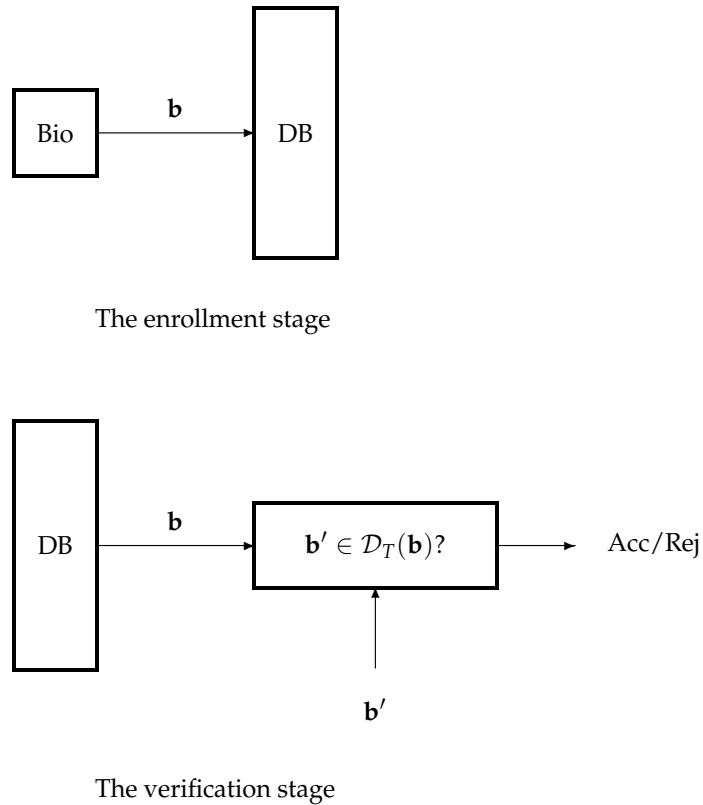 b
Bio
DB
The enrollment stage
DB
b
b′ ∈ 𝒟_T(b)?
Acc/Rej
b′
The verification stage